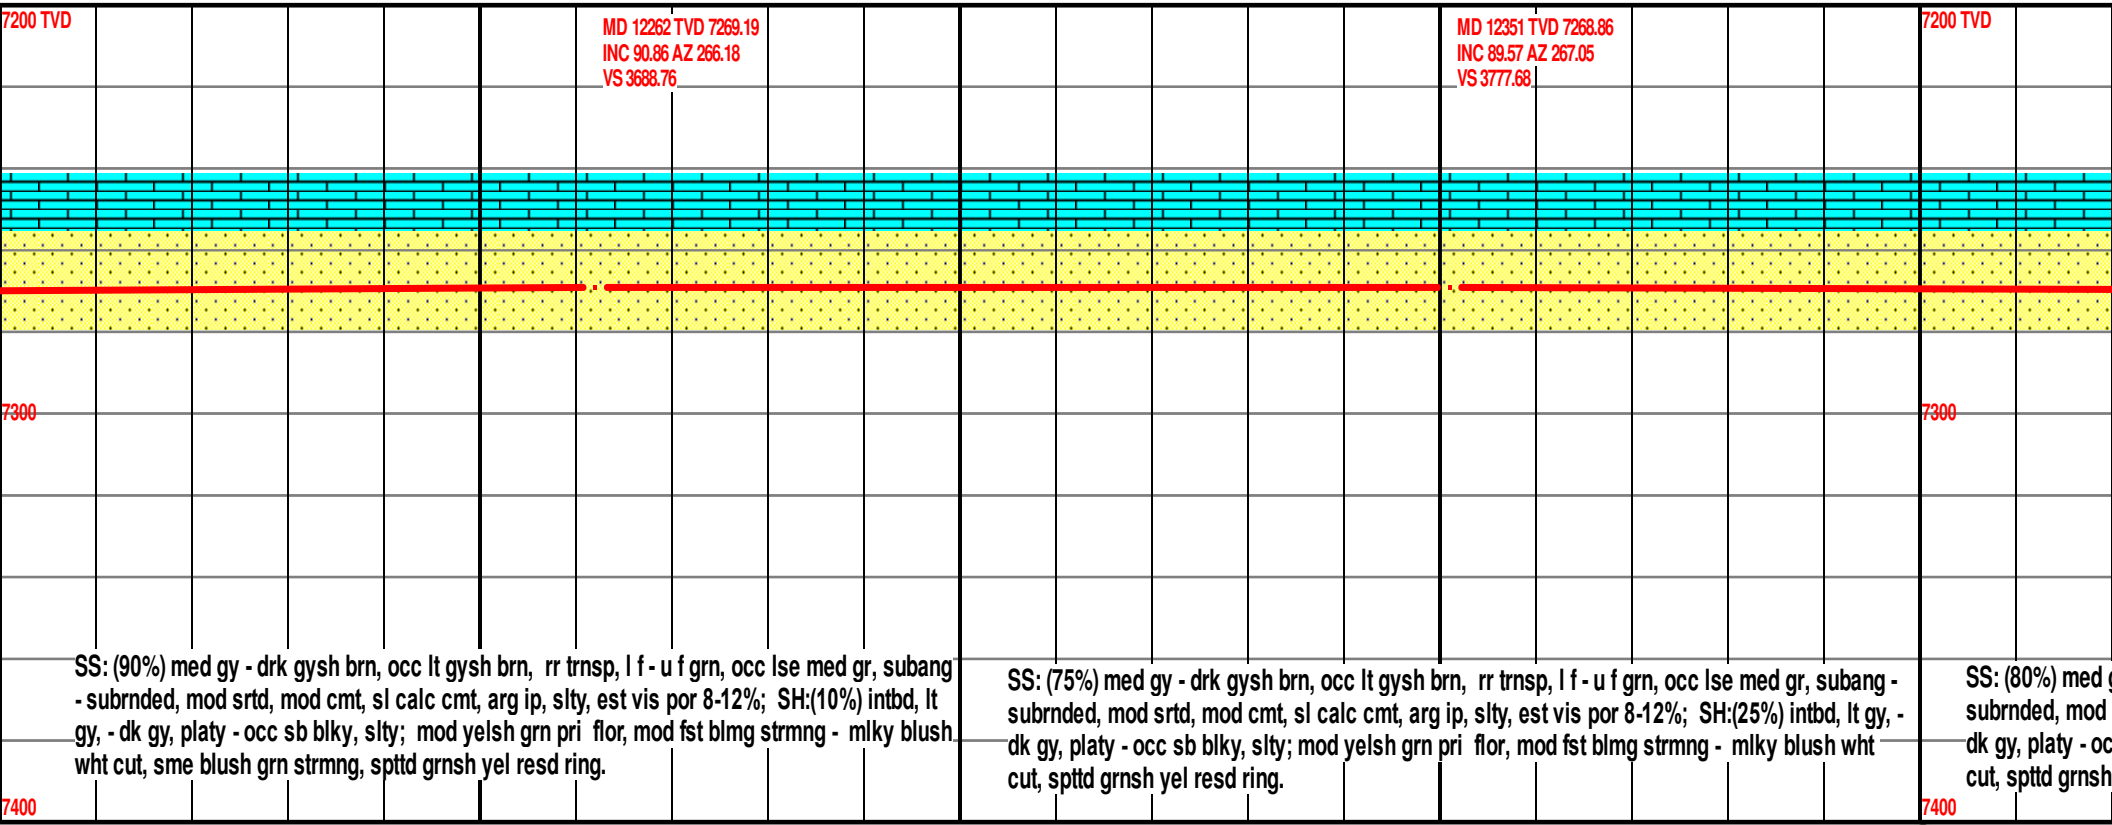 7200 TVD
MD 12262 TVD 7269.19
INC 90.86 AZ 266.18
VS 3688.76
MD 12351 TVD 7268.86
INC 89.57 AZ 267.05
VS 3777.68
7200 TVD
7300
7300
SS: (90%) med gy - drk gysh brn, occ lt gysh brn, rr trnsp, l f - u f grn, occ lse med gr, subang
- subrnded, mod srtd, mod cmt, sl calc cmt, arg ip, slty, est vis por 8-12%; SH:(10%) intbd, lt
gy, - dk gy, platy - occ sb blky, slty; mod yelsh grn pri flor, mod fst blmg strmng - mlky blush
wht cut, sme blush grn strmng, spttd grnsh yel resd ring.
SS: (75%) med gy - drk gysh brn, occ lt gysh brn, rr trnsp, l f - u f grn, occ lse med gr, subang -
subrnded, mod srtd, mod cmt, sl calc cmt, arg ip, slty, est vis por 8-12%; SH:(25%) intbd, lt gy, -
dk gy, platy - occ sb blky, slty; mod yelsh grn pri flor, mod fst blmg strmng - mlky blush wht
cut, spttd grnsh yel resd ring.
SS: (80%) med g
subrnded, mod
dk gy, platy - oc
cut, spttd grnsh
7400
7400